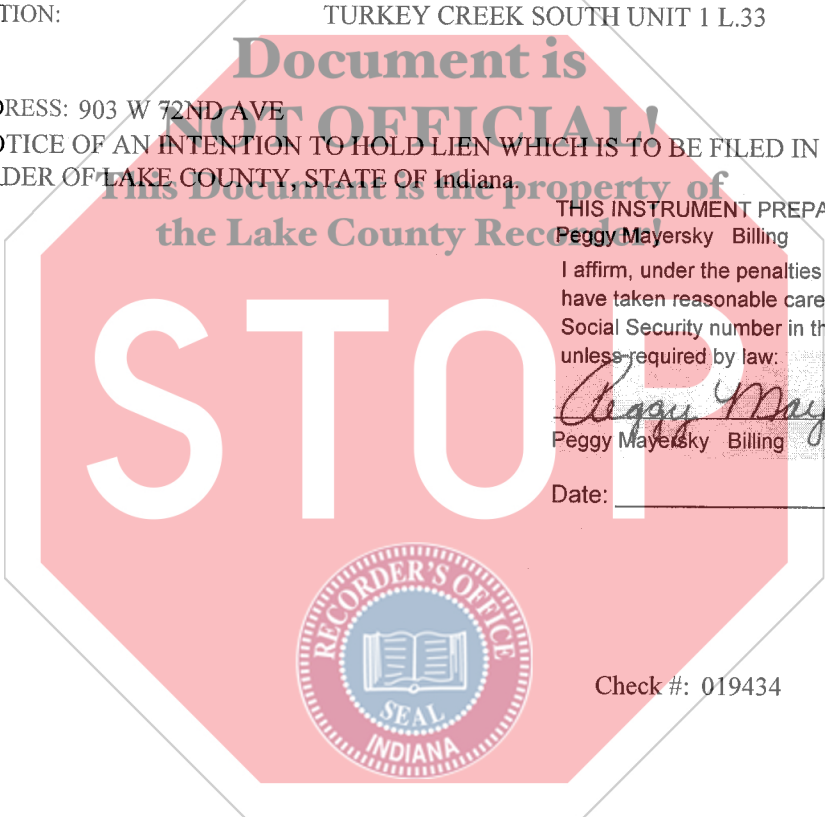 TION: TURKEY CREEK SOUTH UNIT 1 L.33
Document is
NOT OFFICIAL!
DRESS: 903 W 72ND AVE
OTICE OF AN INTENTION TO HOLD LIEN WHICH IS TO BE FILED IN
DER OF LAKE COUNTY, STATE OF Indiana.
This Document is the property of
the Lake County Recorder!
THIS INSTRUMENT PREPA
Peggy Mayersky Billing
I affirm, under the penalties
have taken reasonable care
Social Security number in th
unless required by law:
Peggy May
Peggy Mayersky Billing
Date:
STOP
RECORDER'S OFFICE
SEAL
INDIANA
Check #: 019434